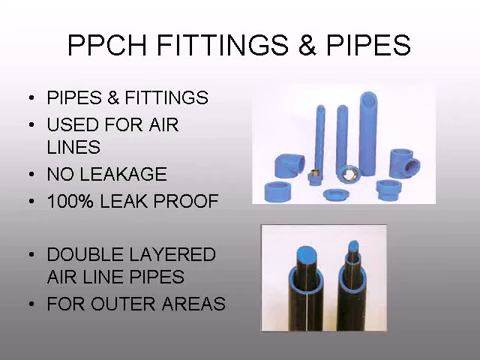 PPCH FITTINGS & PIPES
• PIPES & FITTINGS
• USED FOR AIR
LINES
• NO LEAKAGE
• 100% LEAK PROOF
• DOUBLE LAYERED
AIR LINE PIPES
• FOR OUTER AREAS